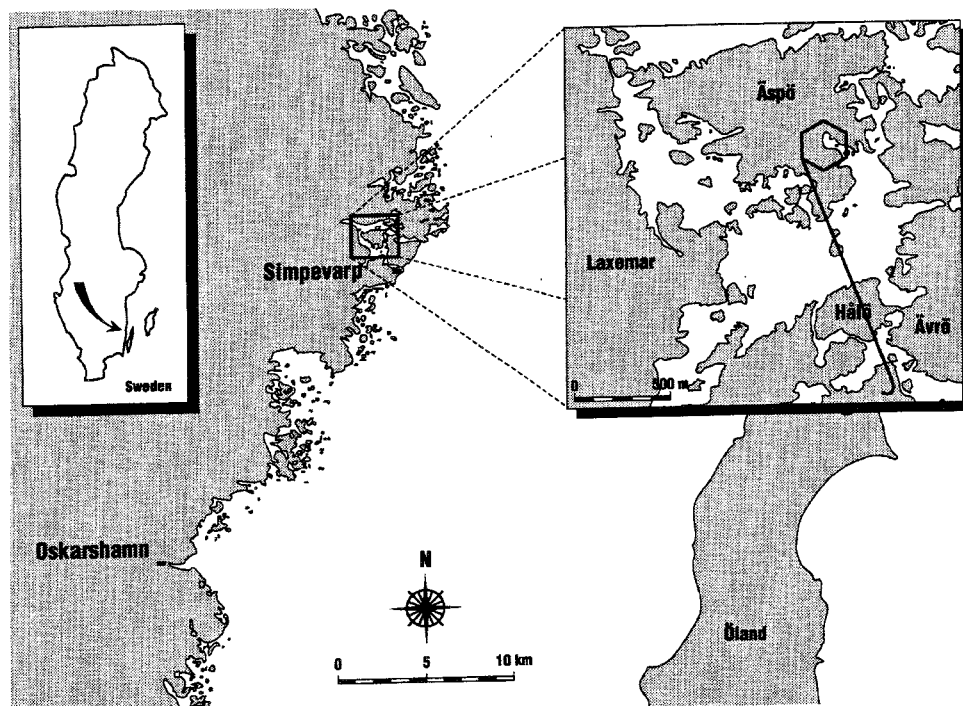 Sweden
Simpevarp
Oskarshamn
N
0 5 10 km
Äspö
Laxemar
Hålö
Ävrö
0 500 m
Öland